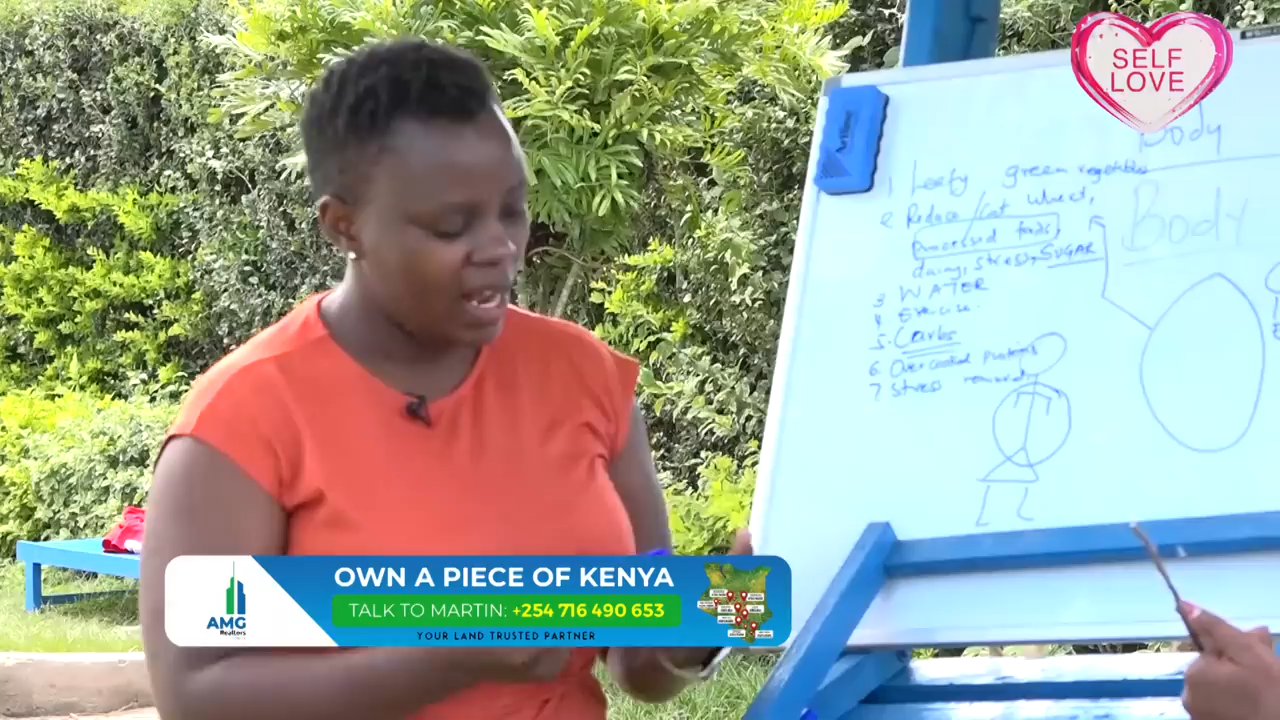 SELF
LOVE
Artline
Body
1 Leafy green vegetables
2 Reduce / Cut wheat,
processed foods,
dairy, stress, SUGAR
Body
3 WATER
4 Exercise.
5. Carbs
6 Overcooked proteins
7 Stress
OWN A PIECE OF KENYA
TALK TO MARTIN: +254 716 490 653
YOUR LAND TRUSTED PARTNER
AMG
Realtors